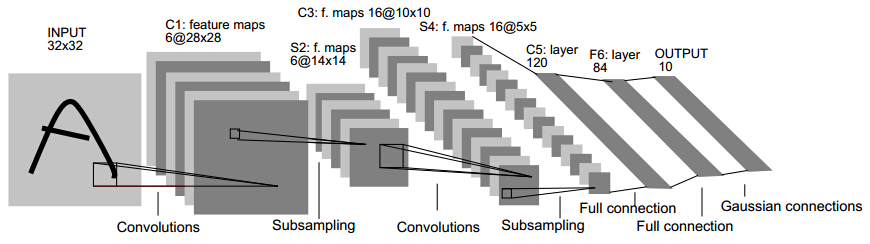 INPUT
32x32
C1: feature maps
6@28x28
S2: f. maps
6@14x14
C3: f. maps 16@10x10
S4: f. maps 16@5x5
C5: layer
120
F6: layer
84
OUTPUT
10
Convolutions
Subsampling
Convolutions
Subsampling
Full connection
Full connection
Gaussian connections